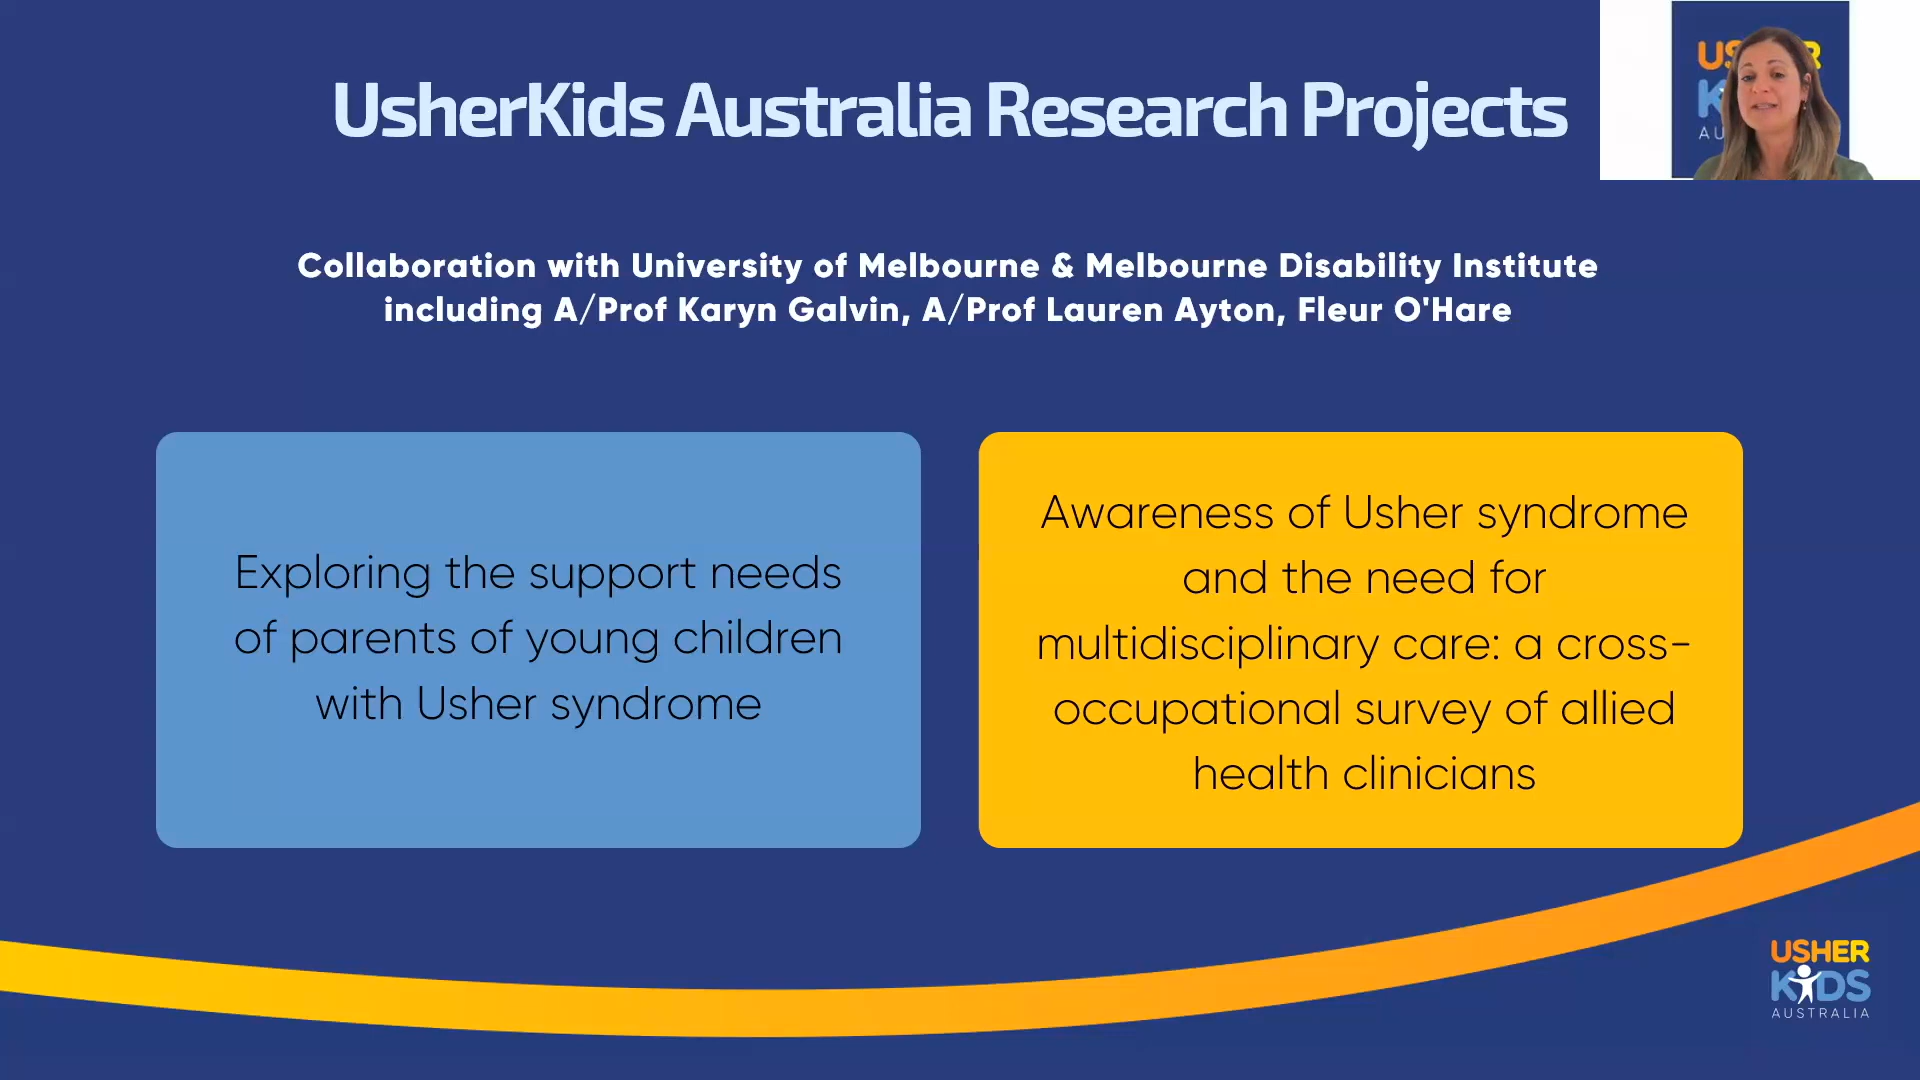 UsherKids Australia Research Projects
Collaboration with University of Melbourne & Melbourne Disability Institute
including A/Prof Karyn Galvin, A/Prof Lauren Ayton, Fleur O'Hare
Exploring the support needs
of parents of young children
with Usher syndrome
Awareness of Usher syndrome
and the need for
multidisciplinary care: a cross-
occupational survey of allied
health clinicians
USHER
KIDS
AUSTRALIA